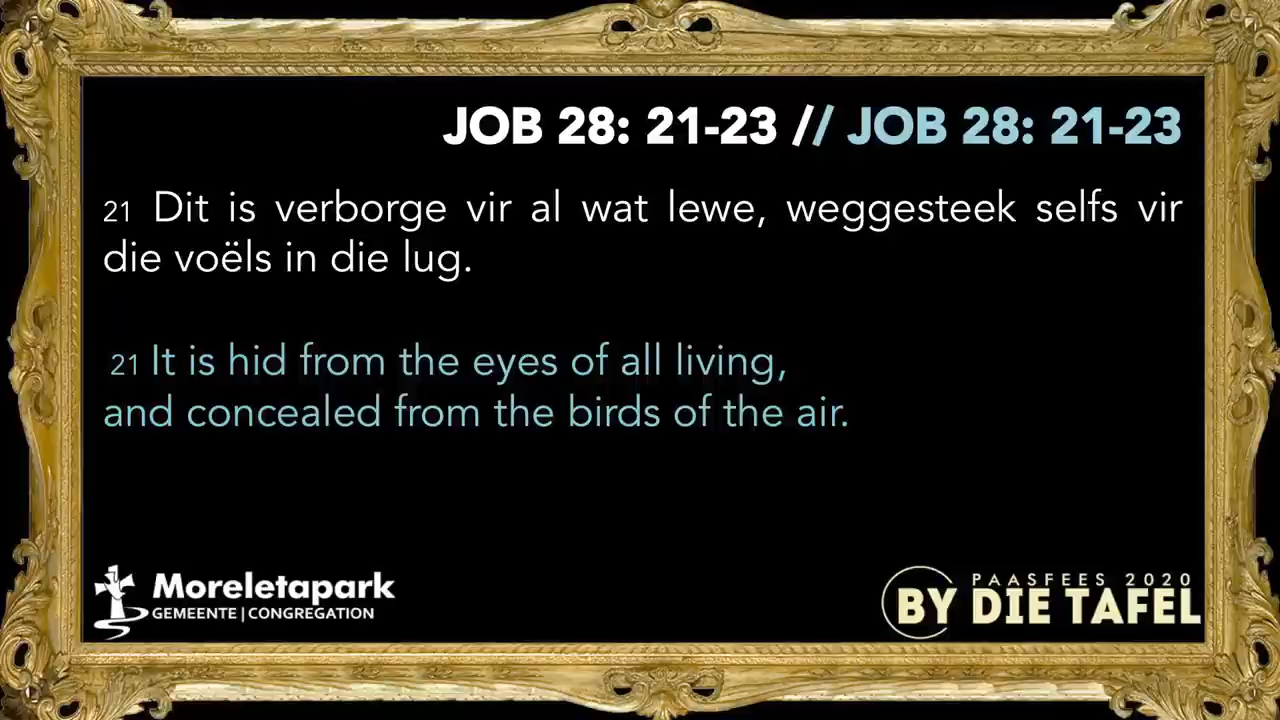 JOB 28: 21-23 // JOB 28: 21-23
21 Dit is verborge vir al wat lewe, weggesteek selfs vir
die voëls in die lug.
21 It is hid from the eyes of all living,
and concealed from the birds of the air.
Moreletapark
GEMEENTE | CONGREGATION
PAASFEES 2020
BY DIE TAFEL